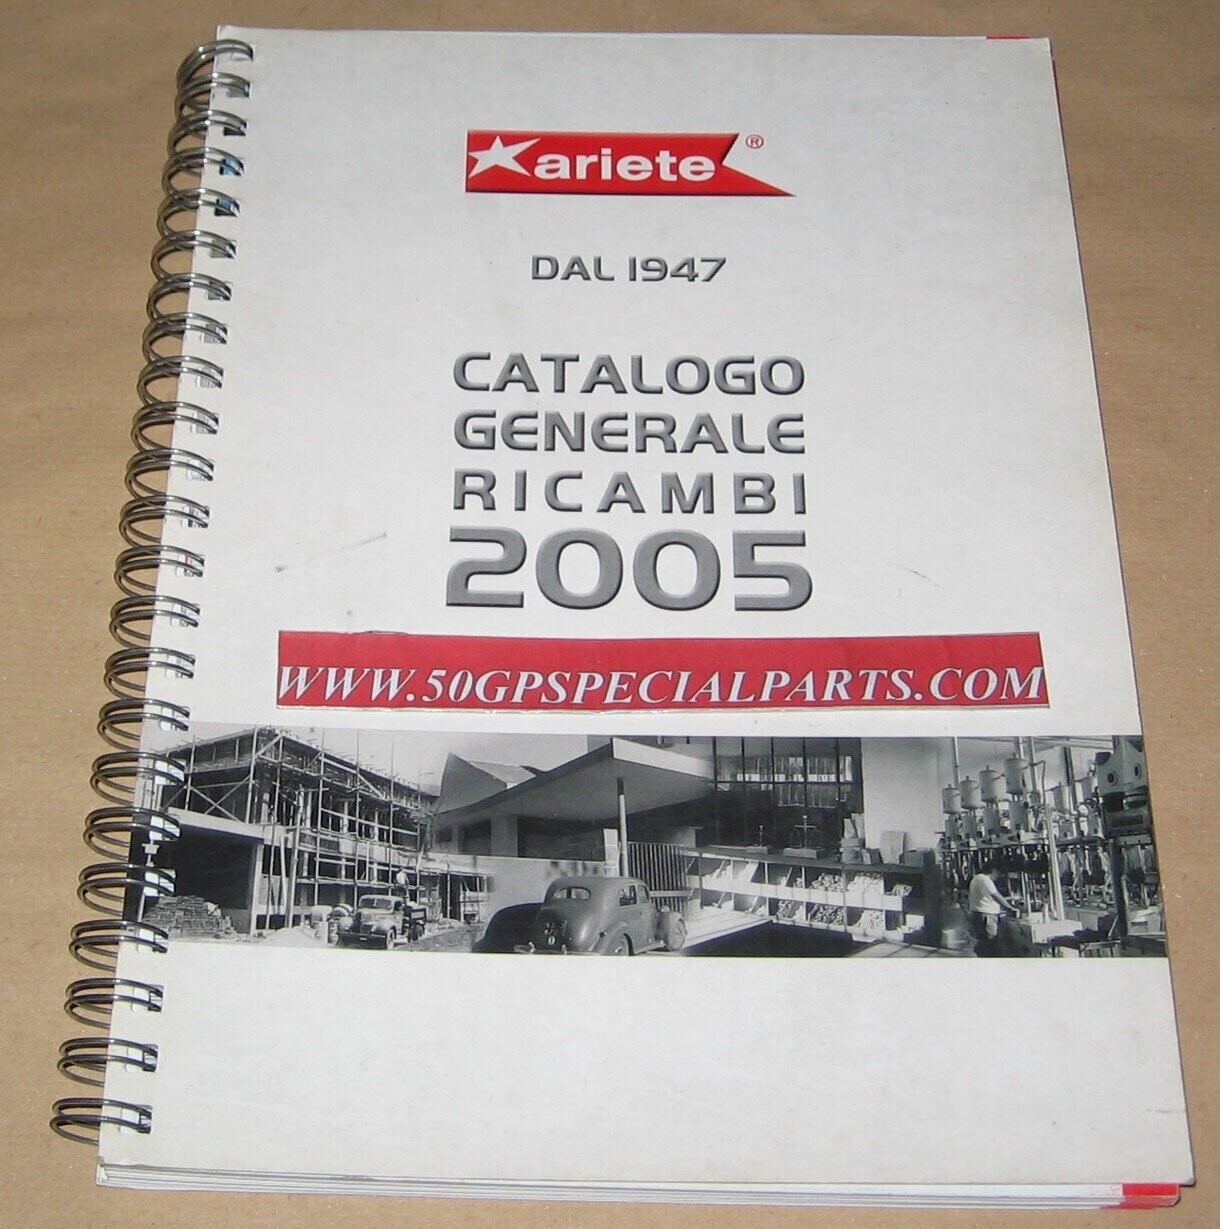 ariete®
DAL 1947
CATALOGO
GENERALE
RICAMBI
2005
WWW.50GPSPECIALPARTS.COM